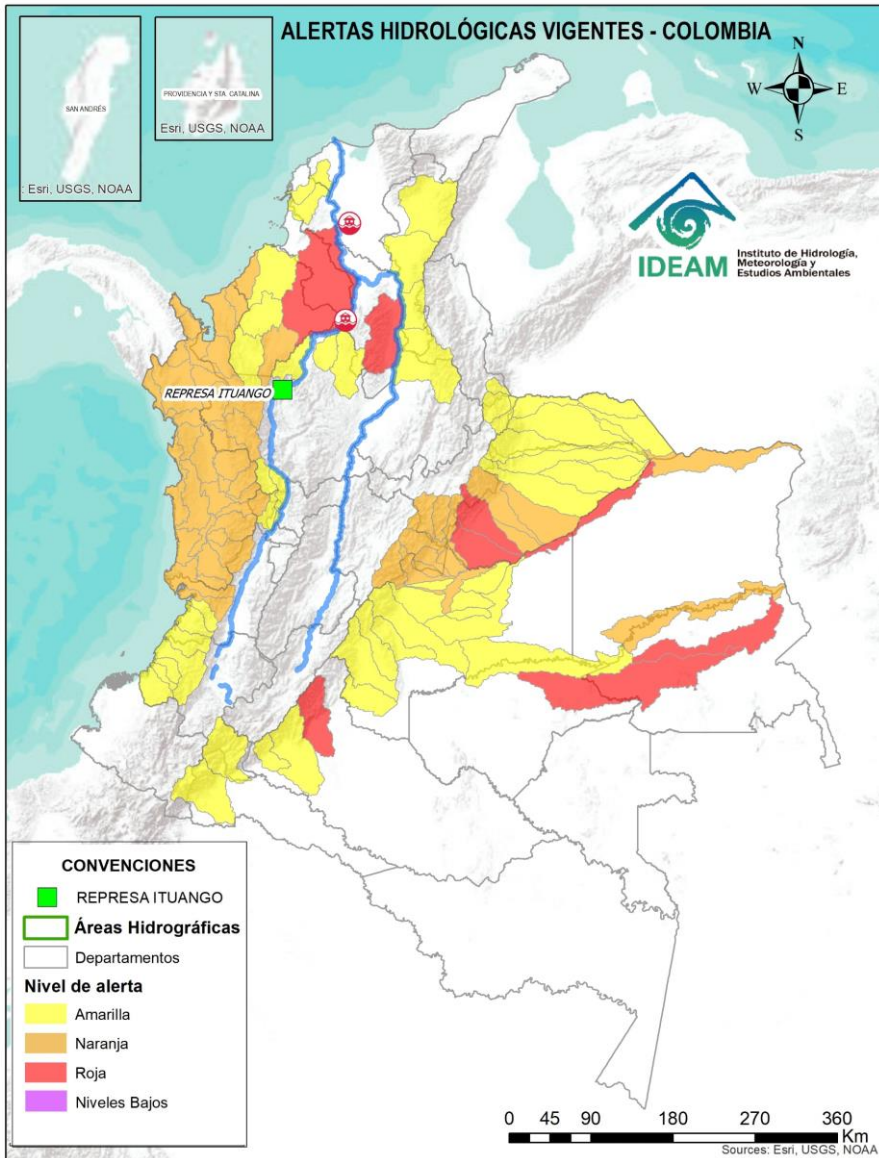 ALERTAS HIDROLÓGICAS VIGENTES - COLOMBIA
SAN ANDRÉS
: Esri, USGS, NOAA
PROVIDENCIA Y STA. CATALINA
Esri, USGS, NOAA
N
W
E
S
IDEAM
Instituto de Hidrología,
Meteorología y
Estudios Ambientales
REPRESA ITUANGO
CONVENCIONES
REPRESA ITUANGO
Áreas Hidrográficas
Departamentos
Nivel de alerta
Amarilla
Naranja
Roja
Niveles Bajos
0 45 90 180 270 360
Km
Sources: Esri, USGS, NOAA